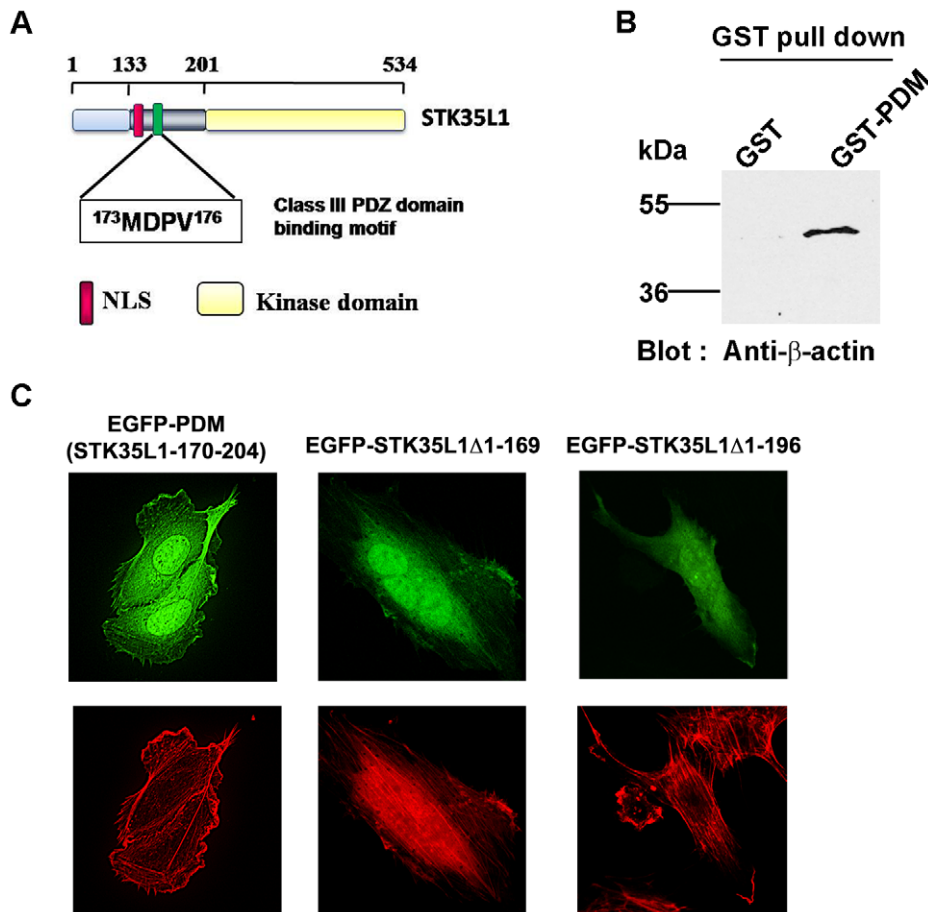 A
1 133 201 534
STK35L1
¹⁷³MDPV¹⁷⁶
Class III PDZ domain
binding motif
NLS
Kinase domain
B
GST pull down
kDa
GST
GST-PDM
55
36
Blot : Anti-β-actin
C
EGFP-PDM
(STK35L1-170-204)
EGFP-STK35L1Δ1-169
EGFP-STK35L1Δ1-196